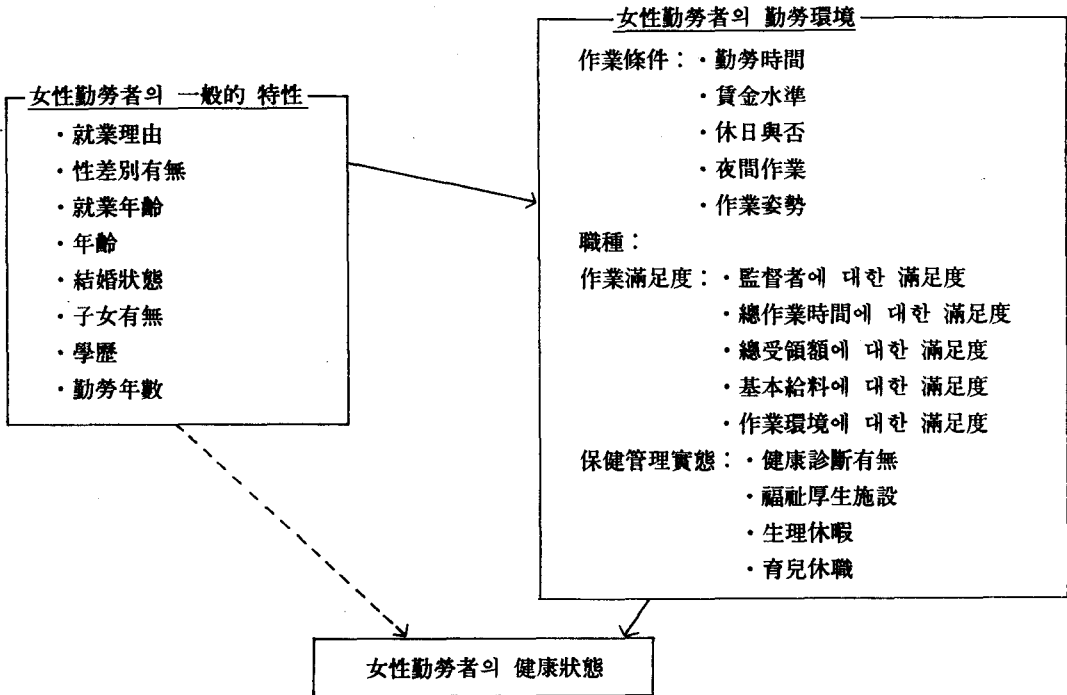 女性勤勞者의 一般的 特性
・就業理由
・性差別有無
・就業年齡
・年齡
・結婚狀態
・子女有無
・學歷
・勤勞年數
女性勤勞者의 勤勞環境
作業條件：・勤勞時間
・賃金水準
・休日與否
・夜間作業
・作業姿勢
職種：
作業滿足度：・監督者에 대한 滿足度
・總作業時間에 대한 滿足度
・總受領額에 대한 滿足度
・基本給料에 대한 滿足度
・作業環境에 대한 滿足度
保健管理實態：・健康診斷有無
・福祉厚生施設
・生理休暇
・育兒休職
女性勤勞者의 健康狀態